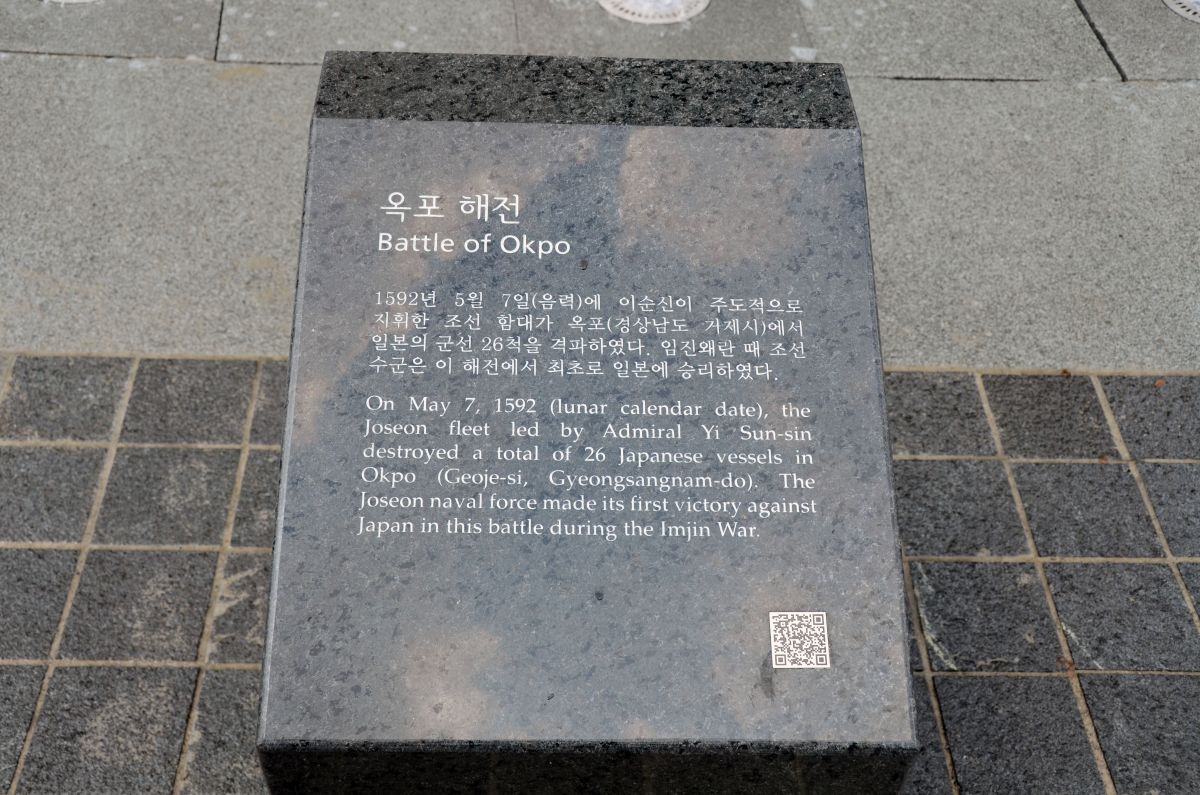 옥포 해전
Battle of Okpo
1592년 5월 7일(음력)에 이순신이 주도적으로
지휘한 조선 함대가 옥포(경상남도 거제시)에서
일본의 군선 26척을 격파하였다. 임진왜란 때 조선
수군은 이 해전에서 최초로 일본에 승리하였다.
On May 7, 1592 (lunar calendar date), the
Joseon fleet led by Admiral Yi Sun-sin
destroyed a total of 26 Japanese vessels in
Okpo (Geoje-si, Gyeongsangnam-do). The
Joseon naval force made its first victory against
Japan in this battle during the Imjin War.